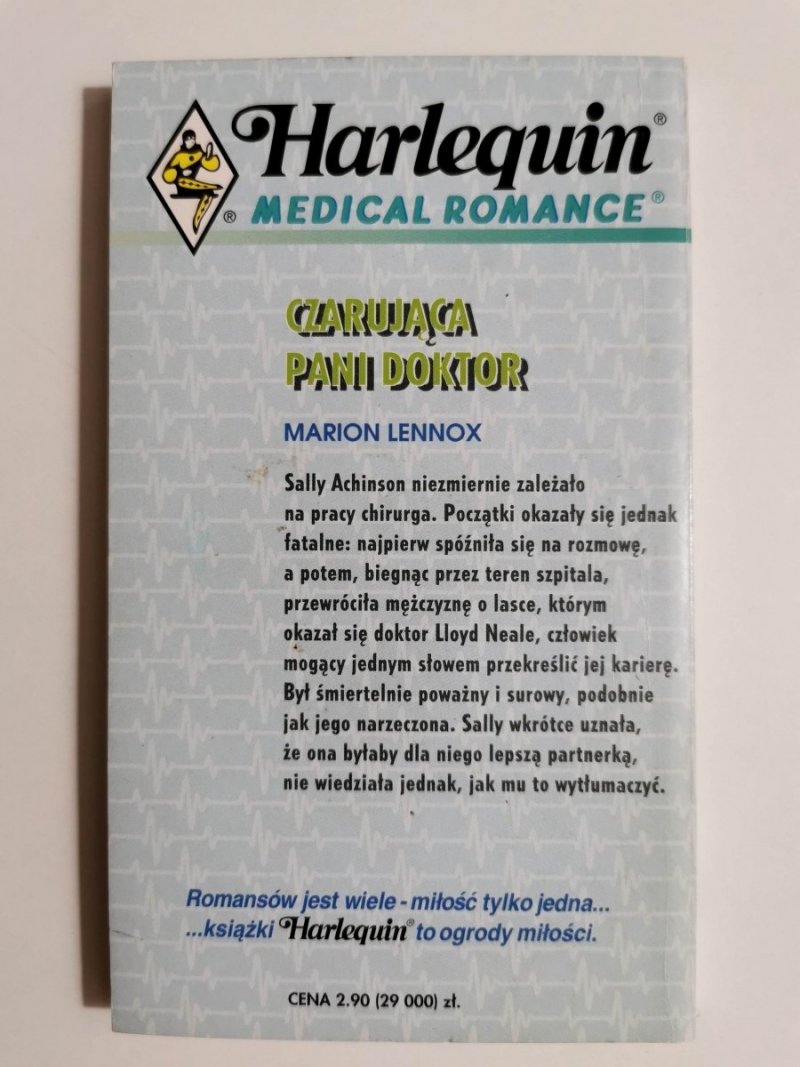 Harlequin®
® MEDICAL ROMANCE®
CZARUJĄCA
PANI DOKTOR
MARION LENNOX
Sally Achinson niezmiernie zależało
na pracy chirurga. Początki okazały się jednak
fatalne: najpierw spóźniła się na rozmowę,
a potem, biegnąc przez teren szpitala,
przewróciła mężczyznę o lasce, którym
okazał się doktor Lloyd Neale, człowiek
mogący jednym słowem przekreślić jej karierę.
Był śmiertelnie poważny i surowy, podobnie
jak jego narzeczona. Sally wkrótce uznała,
że ona byłaby dla niego lepszą partnerką,
nie wiedziała jednak, jak mu to wytłumaczyć.
Romansów jest wiele - miłość tylko jedna...
...książki Harlequin® to ogrody miłości.
CENA 2.90 (29 000) zł.